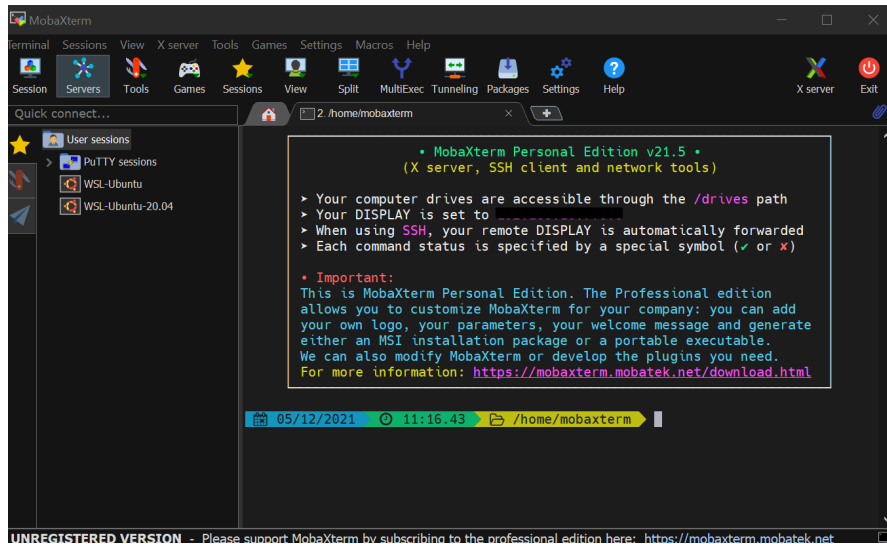 MobaXterm
Terminal Sessions View X server Tools Games Settings Macros Help
Session Servers Tools Games Sessions View Split MultiExec Tunneling Packages Settings Help X server Exit
Quick connect...
2. /home/mobaxterm
User sessions
PuTTY sessions
WSL-Ubuntu
WSL-Ubuntu-20.04
• MobaXterm Personal Edition v21.5 •
(X server, SSH client and network tools)
➤ Your computer drives are accessible through the /drives path
➤ Your DISPLAY is set to
➤ When using SSH, your remote DISPLAY is automatically forwarded
➤ Each command status is specified by a special symbol (✔ or ✘)
• Important:
This is MobaXterm Personal Edition. The Professional edition
allows you to customize MobaXterm for your company: you can add
your own logo, your parameters, your welcome message and generate
either an MSI installation package or a portable executable.
We can also modify MobaXterm or develop the plugins you need.
For more information: https://mobaxterm.mobatek.net/download.html
05/12/2021 11:16.43 /home/mobaxterm
UNREGISTERED VERSION - Please support MobaXterm by subscribing to the professional edition here: https://mobaxterm.mobatek.net